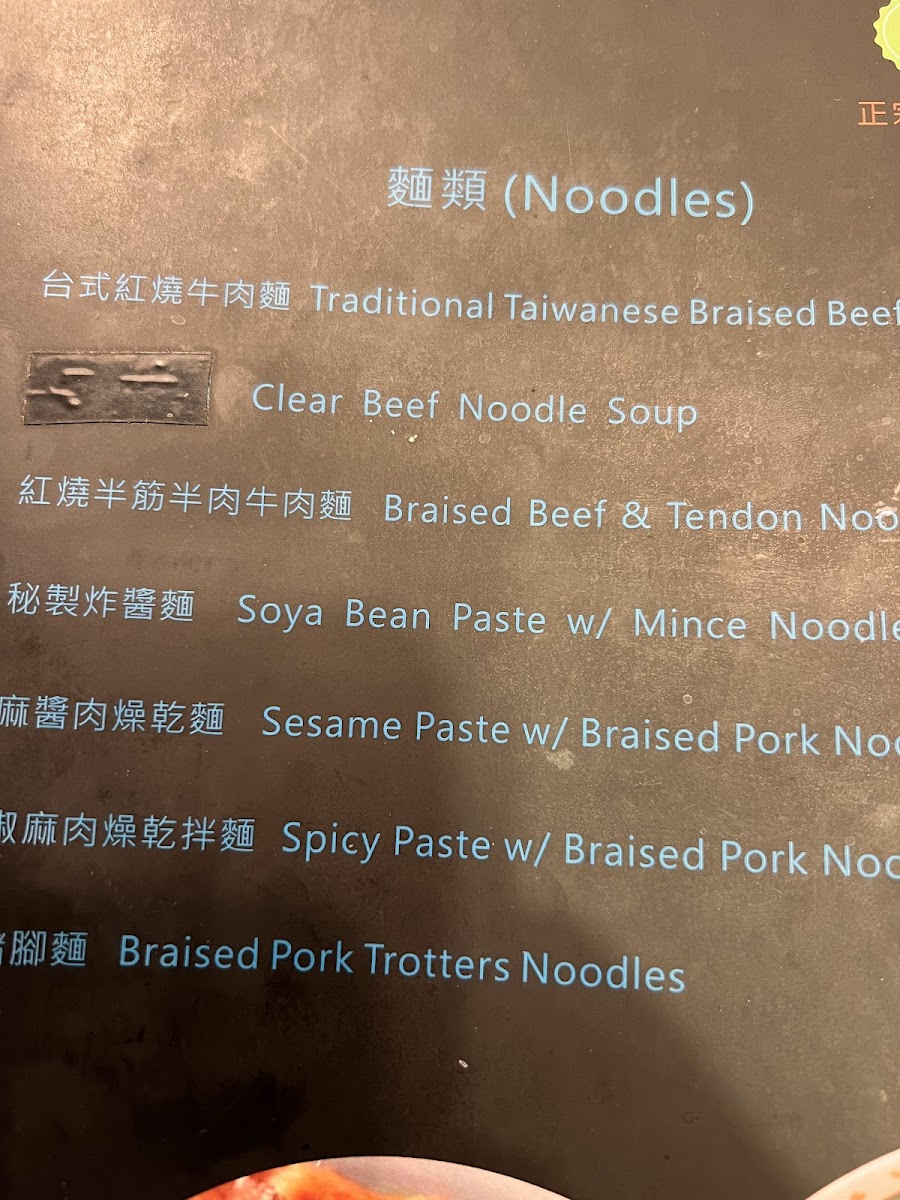 正
麵類 (Noodles)
台式紅燒牛肉麵 Traditional Taiwanese Braised Beef
Clear Beef Noodle Soup
紅燒半筋半肉牛肉麵 Braised Beef & Tendon Noo
秘製炸醬麵 Soya Bean Paste w/ Mince Noodle
麻醬肉燥乾麵 Sesame Paste w/ Braised Pork Noo
椒麻肉燥乾拌麵 Spicy Paste w/ Braised Pork Noo
腳麵 Braised Pork Trotters Noodles